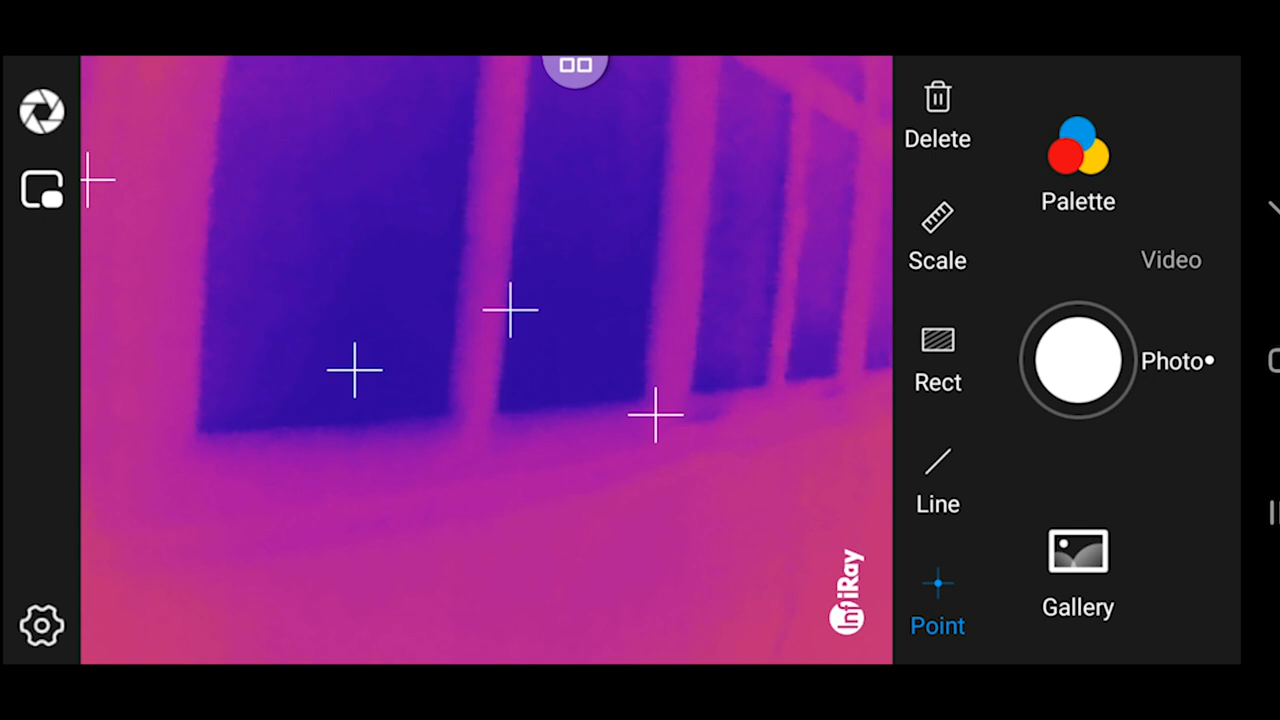 Delete
Palette
Scale
Video
Rect
Photo
Line
InfiRay
Gallery
Point